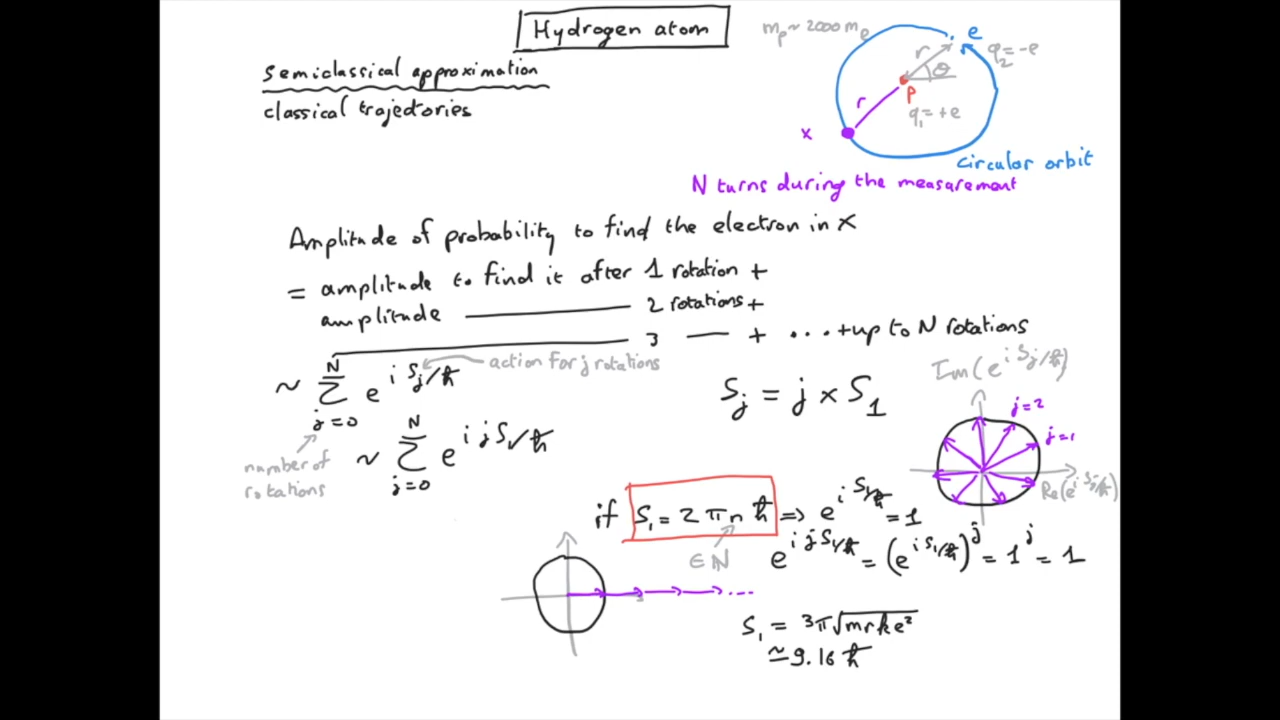 Hydrogen atom
semiclassical approximation
classical trajectories
mp ~ 2000 me
e
q₂ = -e
r
θ
p
r
q₁ = +e
x
circular orbit
N turns during the measurement
Amplitude of probability to find the electron in x
= amplitude to find it after 1 rotation +
amplitude ——— 2 rotations +
——— 3 — + ... + up to N rotations
~ Σ_{j=0}^{N} e^{i Sj/ħ}
action for j rotations
Sj = j x S₁
Im(e^{i Sj/ħ})
j=2
j=1
Re(e^{i Sj/ħ})
number of
rotations
~ Σ_{j=0}^{N} e^{i j S₁/ħ}
if S₁ = 2πnħ => e^{i S₁/ħ} = 1
∈ ℕ
e^{i j S₁/ħ} = (e^{i S₁/ħ})^j = 1^j = 1
...
S₁ = 3π√(mrke²)
≃ 9.16 ħ